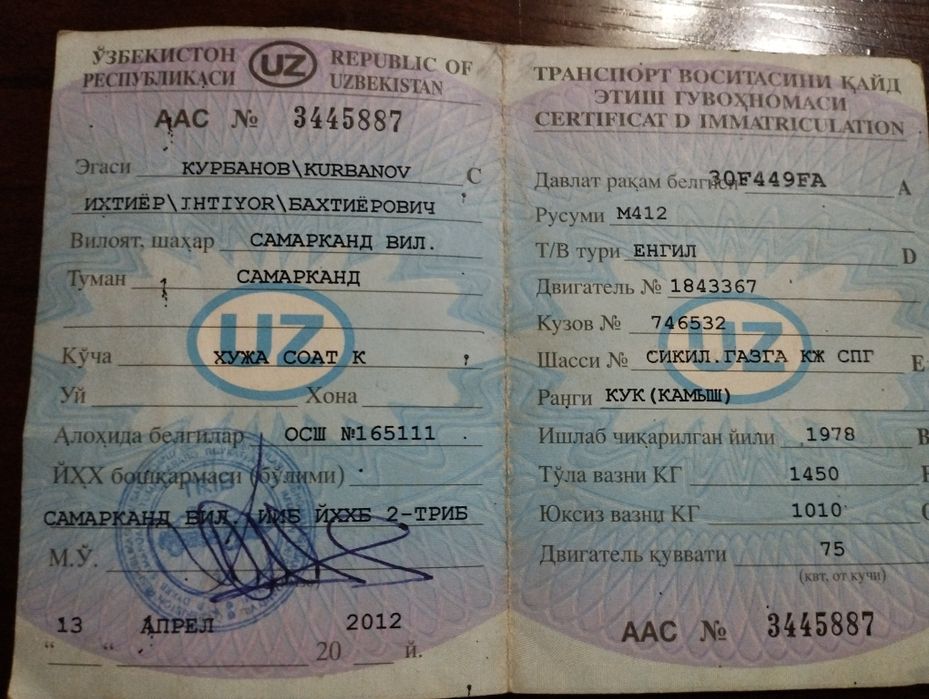 ЎЗБЕКИСТОН РЕСПУБЛИКАСИ
UZ
REPUBLIC OF UZBEKISTAN
ААС № 3445887
Эгаси КУРБАНОВ\KURBANOV C
ИХТИЁР\IHTIYOR\БАХТИЁРОВИЧ
Вилоят, шаҳар САМАРКАНД ВИЛ.
Туман САМАРКАНД
UZ
Кўча ХУЖА СОАТ К
Уй Хона
Алоҳида белгилар ОСШ №165111
ЙҲХ бошқармаси (бўлими)
САМАРКАНД ВИЛ. ИИБ ЙХХБ 2-ТРИБ
М.Ў.
13 АПРЕЛ 2012
“ “ 20 й.
ТРАНСПОРТ ВОСИТАСИНИ ҚАЙД
ЭТИШ ГУВОҲНОМАСИ
CERTIFICAT D IMMATRICULATION
Давлат рақам белгиси 30F449FA A
Русуми М412
Т/В тури ЕНГИЛ D
Двигатель № 1843367
Кузов № 746532
UZ
Шасси № СИКИЛ.ГАЗГА КЖ СПГ E
Ранги КУК(КАМЫШ)
Ишлаб чиқарилган йили 1978 B
Тўла вазни КГ 1450
Юксиз вазни КГ 1010
Двигатель қуввати 75
(квт, от кучи)
ААС № 3445887